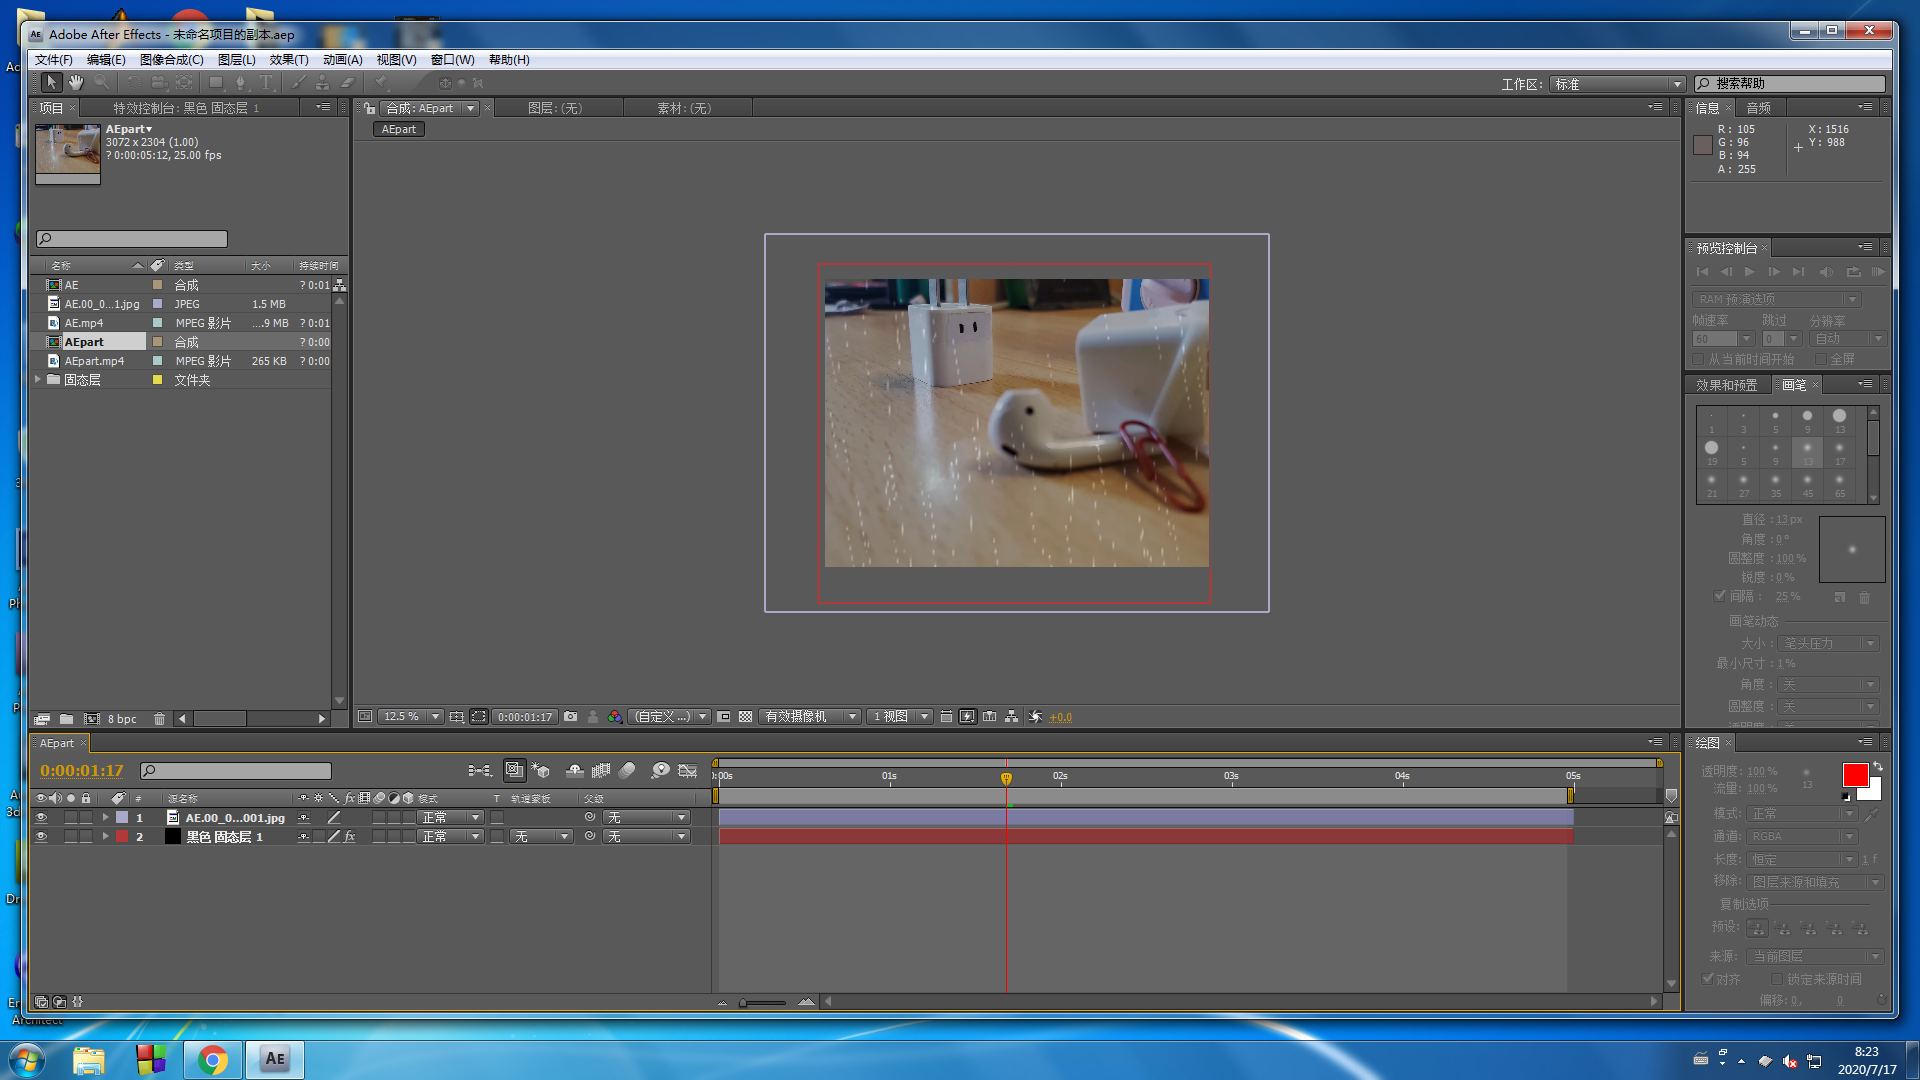 Adobe After Effects - 未命名项目的副本.aep
文件(F) 编辑(E) 图像合成(C) 图层(L) 效果(T) 动画(A) 视图(V) 窗口(W) 帮助(H)
工作区: 标准 搜索帮助
项目 特效控制台: 黑色 固态层 1 合成: AEpart 图层: (无) 素材: (无) 信息 音频
AEpart
AEpart▾
3072 x 2304 (1.00)
? 0:00:05:12, 25.00 fps
R : 105
G : 96
B : 94
A : 255
X : 1516
Y : 988
名称 类型 大小 持续时间
AE 合成 ? 0:01
AE.00_0...1.jpg JPEG 1.5 MB
AE.mp4 MPEG 影片 ....9 MB ? 0:01
AEpart 合成 ? 0:00
AEpart.mp4 MPEG 影片 265 KB ? 0:00
固态层 文件夹
预览控制台
RAM 预演选项
帧速率 跳过 分辨率
60 0 自动
从当前时间开始 全屏
效果和预置 画笔
1 3 5 9 13
19 5 9 13 17
21 27 35 45 65
直径 : 13 px
角度 : 0 °
圆整度 : 100 %
锐度 : 0 %
间隔 : 25 %
画笔动态
大小 : 笔头压力
最小尺寸 : 1 %
角度 : 关
圆整度 : 关
8 bpc
12.5 % 0:00:01:17 (自定义 ...) 有效摄像机 1 视图 +0.0
AEpart
0:00:01:17
# 源名称 模式 T 轨道蒙板 父级
):00s 01s 02s 03s 04s 05s
1 AE.00_0...001.jpg 正常 无
2 黑色 固态层 1 fx 正常 无 无
绘图
透明度: 100 %
流量: 100 %
13
模式: 正常
通道: RGBA
长度: 恒定 1 f
移除: 图层来源和填充
复制选项
预设:
来源: 当前图层
对齐 锁定来源时间
偏移: 0, 0
Architect
AE
8:23
2020/7/17